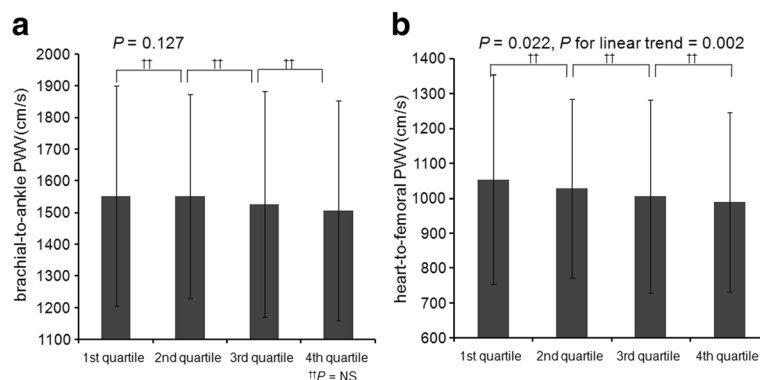 a
P = 0.127
††
††
††
brachial-to-ankle PWV(cm/s)
2000
1900
1800
1700
1600
1500
1400
1300
1200
1100
1st quartile
2nd quartile
3rd quartile
4th quartile
††P = NS
b
P = 0.022, P for linear trend = 0.002
††
††
††
heart-to-femoral PWV(cm/s)
1400
1300
1200
1100
1000
900
800
700
600
1st quartile
2nd quartile
3rd quartile
4th quartile